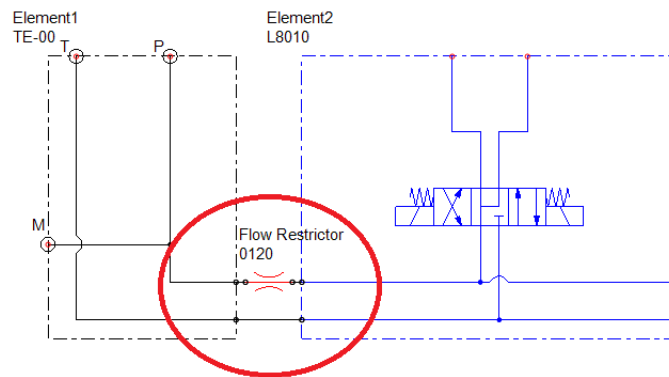 Element1
TE-00
Element2
L8010
T
P
M
Flow Restrictor
0120